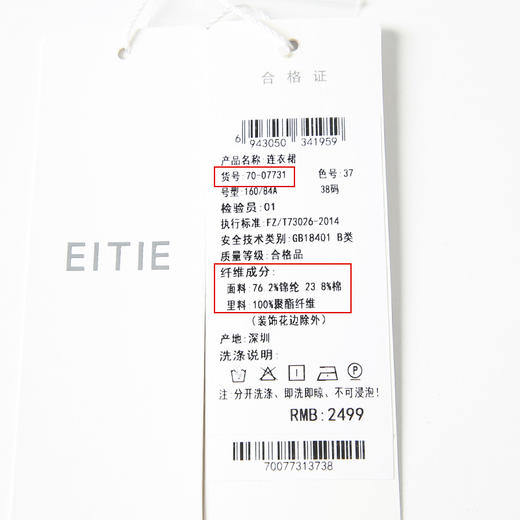 EITIE
合格证
6 943050 341959
产品名称:连衣裙
货号:70-07731 色号:37
号型:160/84A 38码
检验员:01
执行标准:FZ/T73026-2014
安全技术类别:GB18401 B类
质量等级:合格品
纤维成分:
面料:76.2%锦纶 23.8%棉
里料:100%聚酯纤维
(装饰花边除外)
产地:深圳
洗涤说明:
P
注:分开洗涤、即洗即晾、不可浸泡!
RMB:2499
70077313738